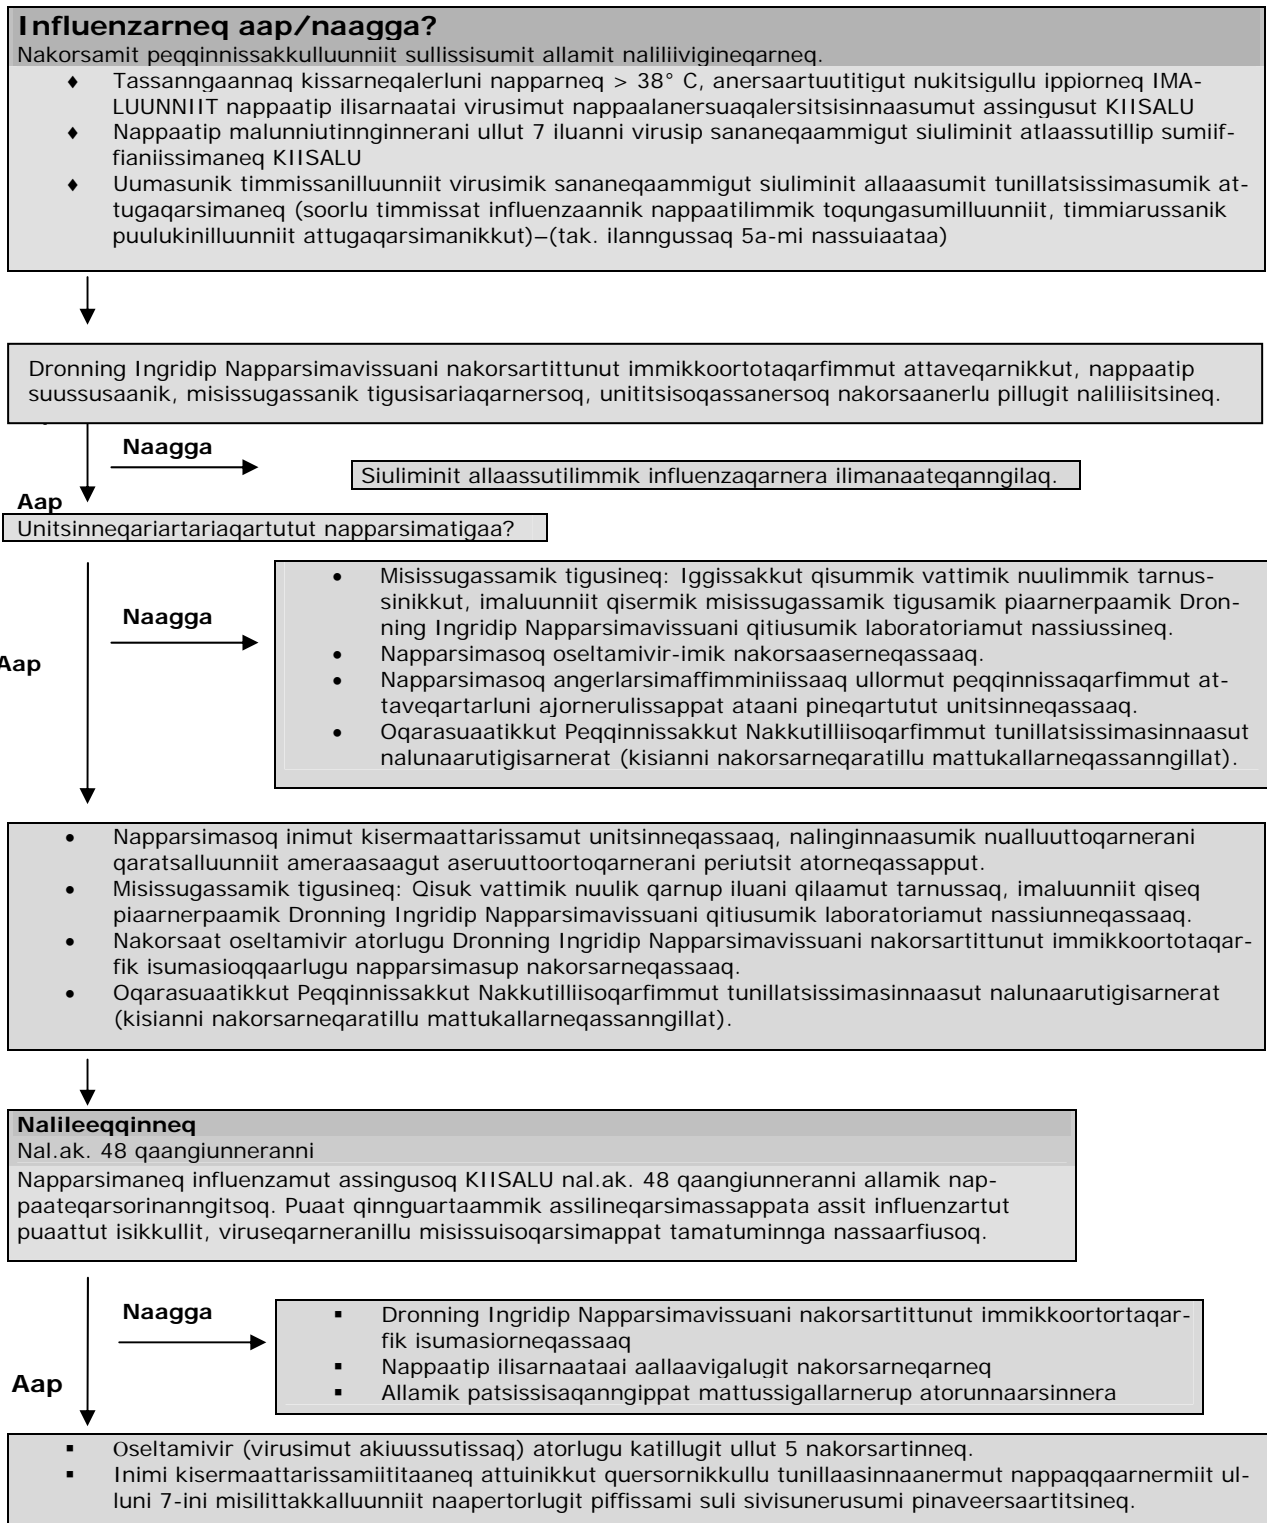 Influenzarneq aap/naagga?
Nakorsamit peqqinnissakkulluunniit sullissisumit allamit naliliivigineqarneq.
♦ Tassanngaannaq kissarneqalerluni napparneq > 38° C, anersaartuutitigut nukitsigullu ippiorneq IMA-
LUUNNIIT nappaatip ilisarnaatai virusimut nappaalanersuaqalersitsisinnaasumut assingusut KIISALU
♦ Nappaatip malunniutinnginnerani ullut 7 iluanni virusip sananeqaammigut siuliminit atlaassutillip sumiif-
fianiissimaneq KIISALU
♦ Uumasunik timmissanilluunniit virusimik sananeqaammigut siuliminit allaaasumit tunillatsissimasumik at-
tugaqarsimaneq (soorlu timmissat influenzaannik nappaatilimmik toqungasumilluunniit, timmiarussanik
puulukinilluunniit attugaqarsimanikkut)–(tak. ilanngussaq 5a-mi nassuiaataa)
Dronning Ingridip Napparsimavissuani nakorsartittunut immikkoortotaqarfimmut attaveqarnikkut, nappaatip
suussusaanik, misissugassanik tigusisariaqarnersoq, unititsisoqassanersoq nakorsaanerlu pillugit naliliisitsineq.
Naagga
Siuliminit allaassutilimmik influenzaqarnera ilimanaateqanngilaq.
Aap
Unitsinneqariartariaqartutut napparsimatigaa?
Naagga
• Misissugassamik tigusineq: Iggissakkut qisummik vattimik nuulimmik tarnus-
sinikkut, imaluunniit qisermik misissugassamik tigusamik piaarnerpaamik Dron-
ning Ingridip Napparsimavissuani qitiusumik laboratoriamut nassiussineq.
• Napparsimasoq oseltamivir-imik nakorsaaserneqassaaq.
• Napparsimasoq angerlarsimaffimminiissaaq ullormut peqqinnissaqarfimmut at-
taveqartarluni ajornerulissappat ataani pineqartutut unitsinneqassaaq.
• Oqarasuaatikkut Peqqinnissakkut Nakkutilliisoqarfimmut tunillatsissimasinnaasut
nalunaarutigisarnerat (kisianni nakorsarneqaratillu mattukallarneqassanngillat).
Aap
• Napparsimasoq inimut kisermaattarissamut unitsinneqassaaq, nalinginnaasumik nualluuttoqarnerani
qaratsalluunniit ameraasaagut aseruuttoortoqarnerani periutsit atorneqassapput.
• Misissugassamik tigusineq: Qisuk vattimik nuulik qarnup iluani qilaamut tarnussaq, imaluunniit qiseq
piaarnerpaamik Dronning Ingridip Napparsimavissuani qitiusumik laboratoriamut nassiunneqassaaq.
• Nakorsaat oseltamivir atorlugu Dronning Ingridip Napparsimavissuani nakorsartittunut immikkoortotaqar-
fik isumasioqqaarlugu napparsimasup nakorsarneqassaaq.
• Oqarasuaatikkut Peqqinnissakkut Nakkutilliisoqarfimmut tunillatsissimasinnaasut nalunaarutigisarnerat
(kisianni nakorsarneqaratillu mattukallarneqassanngillat).
Nalileeqqinneq
Nal.ak. 48 qaangiunneranni
Napparsimaneq influenzamut assingusoq KIISALU nal.ak. 48 qaangiunneranni allamik nap-
paateqarsorinanngitsoq. Puaat qinnguartaammik assilineqarsimassappata assit influenzartut
puaattut isikkullit, viruseqarneranillu misissuisoqarsimappat tamatuminnga nassaarfiusoq.
Naagga
▪ Dronning Ingridip Napparsimavissuani nakorsartittunut immikkoortortaqar-
fik isumasiorneqassaaq
▪ Nappaatip ilisarnaataai aallaavigalugit nakorsarneqarneq
▪ Allamik patsissisaqanngippat mattussigallarnerup atorunnaarsinnera
Aap
▪ Oseltamivir (virusimut akiuussutissaq) atorlugu katillugit ullut 5 nakorsartinneq.
▪ Inimi kisermaattarissamiititaaneq attuinikkut quersornikkullu tunillaasinnaanermut nappaqqaarnermiit ul-
luni 7-ini misilittakkalluunniit naapertorlugit piffissami suli sivisunerusumi pinaveersaartitsineq.